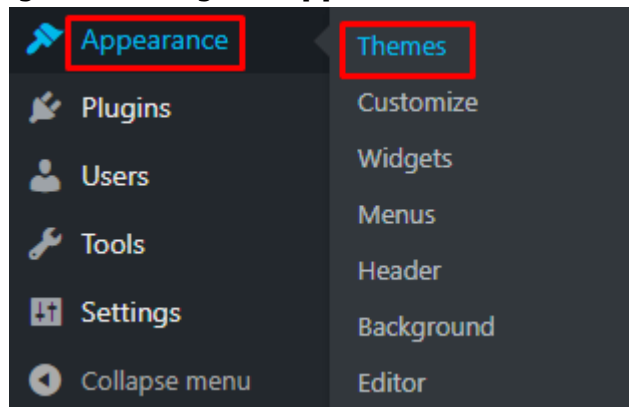 Appearance
Plugins
Users
Tools
Settings
Collapse menu
Themes
Customize
Widgets
Menus
Header
Background
Editor